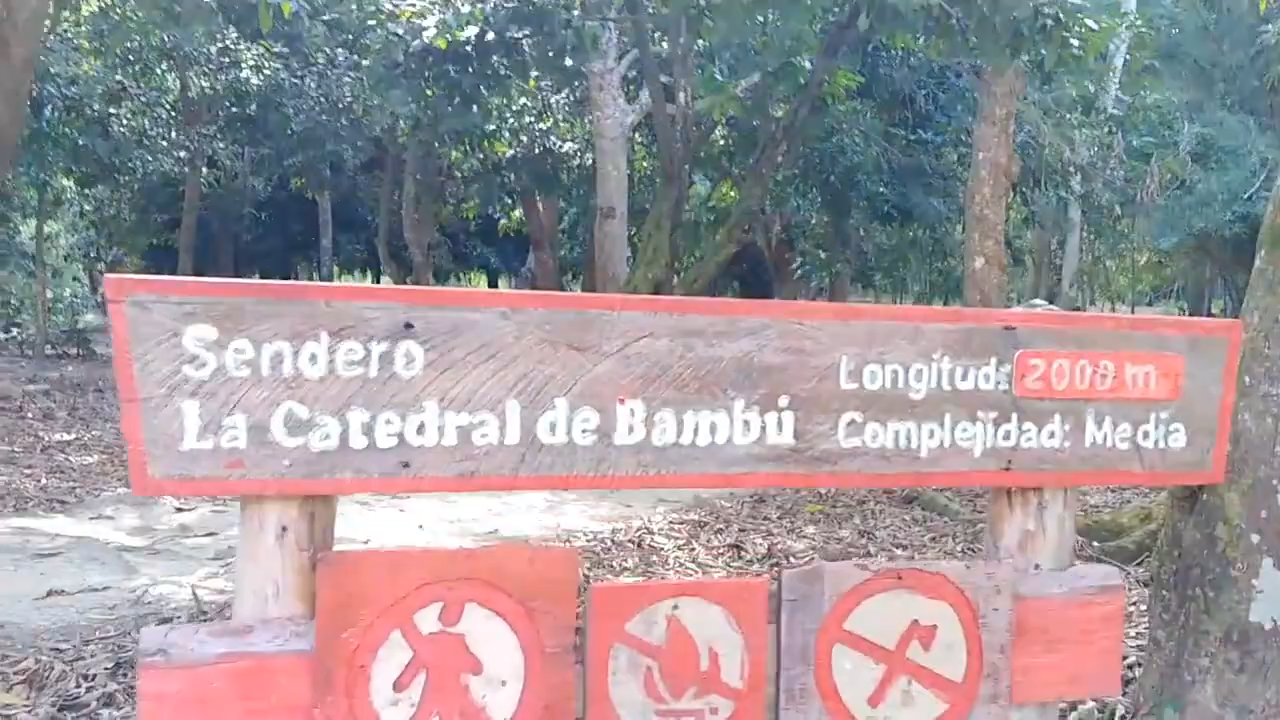 Sendero
La Catedral de Bambú
Longitud: 2000 m
Complejidad: Media